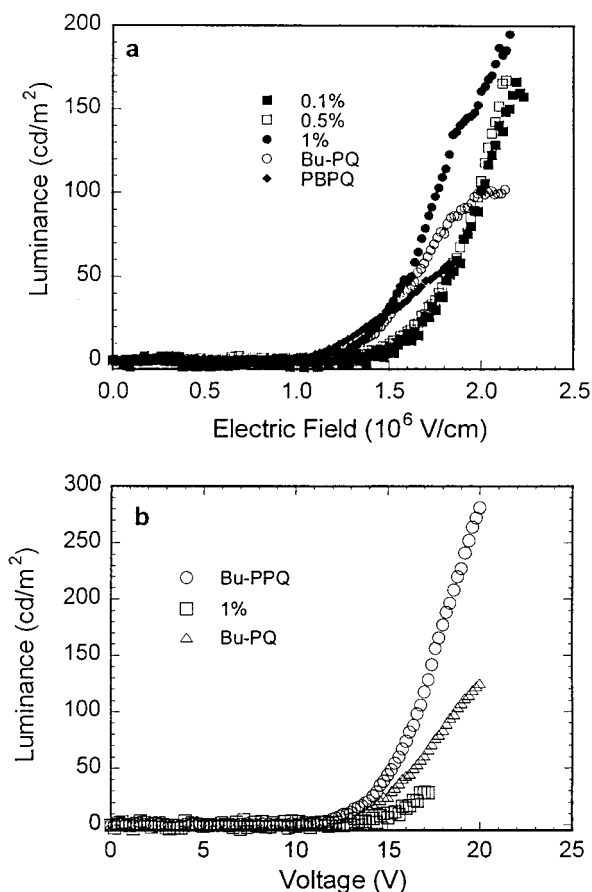 a
200
150
100
50
0
Luminance (cd/m²)
0.1%
0.5%
1%
Bu-PQ
PBPQ
0.0 0.5 1.0 1.5 2.0 2.5
Electric Field (10⁶ V/cm)
b
300
250
200
150
100
50
0
Luminance (cd/m²)
Bu-PPQ
1%
Bu-PQ
0 5 10 15 20 25
Voltage (V)